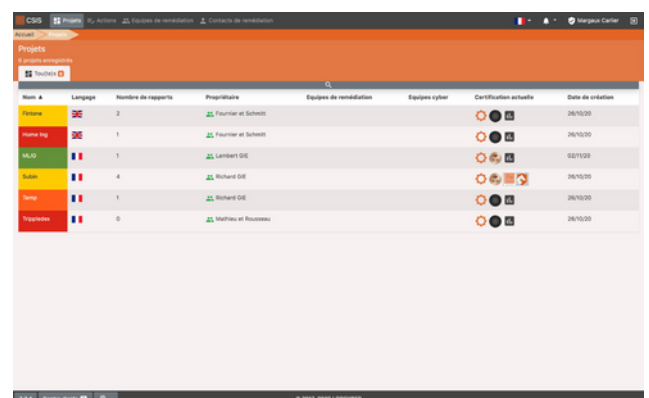 CSIS Projets Actions Equipes de remédiation Contacts de remédiation Margaux Carlier
Accueil Projets
Projets
6 projets enregistrés
Tou(te)s
Nom Langage Nombre de rapports Propriétaire Equipes de remédiation Equipes cyber Certification actuelle Date de création
Fintone 2 Fournier et Schmitt 26/10/20
Home Ing 1 Fournier et Schmitt 26/10/20
MLIQ 1 Lambert GIE 02/11/20
Subin 4 Richard GIE 26/10/20
Temp 1 Richard GIE 26/10/20
Trippledex 0 Mathieu et Rousseau 26/10/20